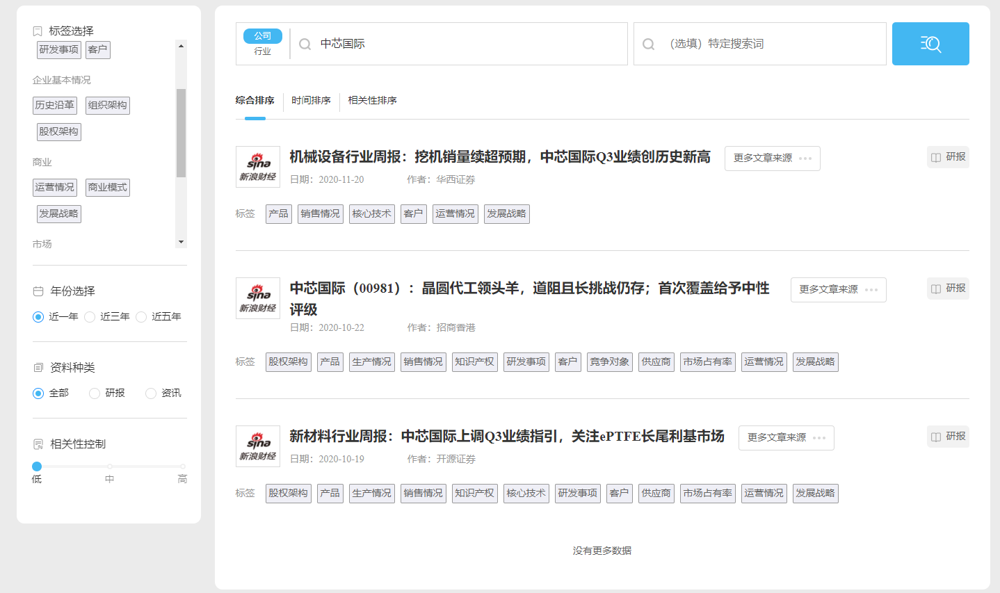 标签选择
研发事项 客户
企业基本情况
历史沿革 组织架构
股权架构
商业
运营情况 商业模式
发展战略
市场
年份选择
近一年 近三年 近五年
资料种类
全部 研报 资讯
相关性控制
低 中 高
公司
行业
中芯国际
（选填）特定搜索词
综合排序 时间排序 相关性排序
sina
新浪财经
机械设备行业周报：挖机销量续超预期，中芯国际Q3业绩创历史新高
更多文章来源
研报
日期：2020-11-20 作者：华西证券
标签 产品 销售情况 核心技术 客户 运营情况 发展战略
sina
新浪财经
中芯国际（00981）：晶圆代工领头羊，道阻且长挑战仍存；首次覆盖给予中性
评级
更多文章来源
研报
日期：2020-10-22 作者：招商香港
标签 股权架构 产品 生产情况 销售情况 知识产权 研发事项 客户 竞争对象 供应商 市场占有率 运营情况 发展战略
sina
新浪财经
新材料行业周报：中芯国际上调Q3业绩指引，关注ePTFE长尾利基市场
更多文章来源
研报
日期：2020-10-19 作者：开源证券
标签 股权架构 产品 生产情况 销售情况 知识产权 核心技术 研发事项 客户 供应商 市场占有率 运营情况 发展战略
没有更多数据